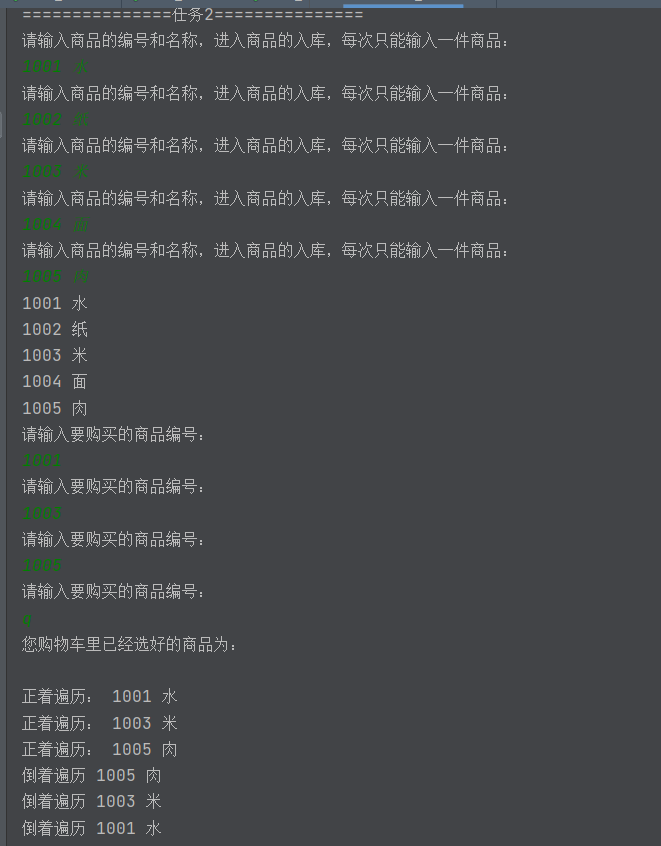 ===============任务2===============
请输入商品的编号和名称，进入商品的入库，每次只能输入一件商品：
1001 水
请输入商品的编号和名称，进入商品的入库，每次只能输入一件商品：
1002 纸
请输入商品的编号和名称，进入商品的入库，每次只能输入一件商品：
1003 米
请输入商品的编号和名称，进入商品的入库，每次只能输入一件商品：
1004 面
请输入商品的编号和名称，进入商品的入库，每次只能输入一件商品：
1005 肉
1001 水
1002 纸
1003 米
1004 面
1005 肉
请输入要购买的商品编号：
1001
请输入要购买的商品编号：
1003
请输入要购买的商品编号：
1005
请输入要购买的商品编号：
q
您购物车里已经选好的商品为：
正着遍历： 1001 水
正着遍历： 1003 米
正着遍历： 1005 肉
倒着遍历 1005 肉
倒着遍历 1003 米
倒着遍历 1001 水